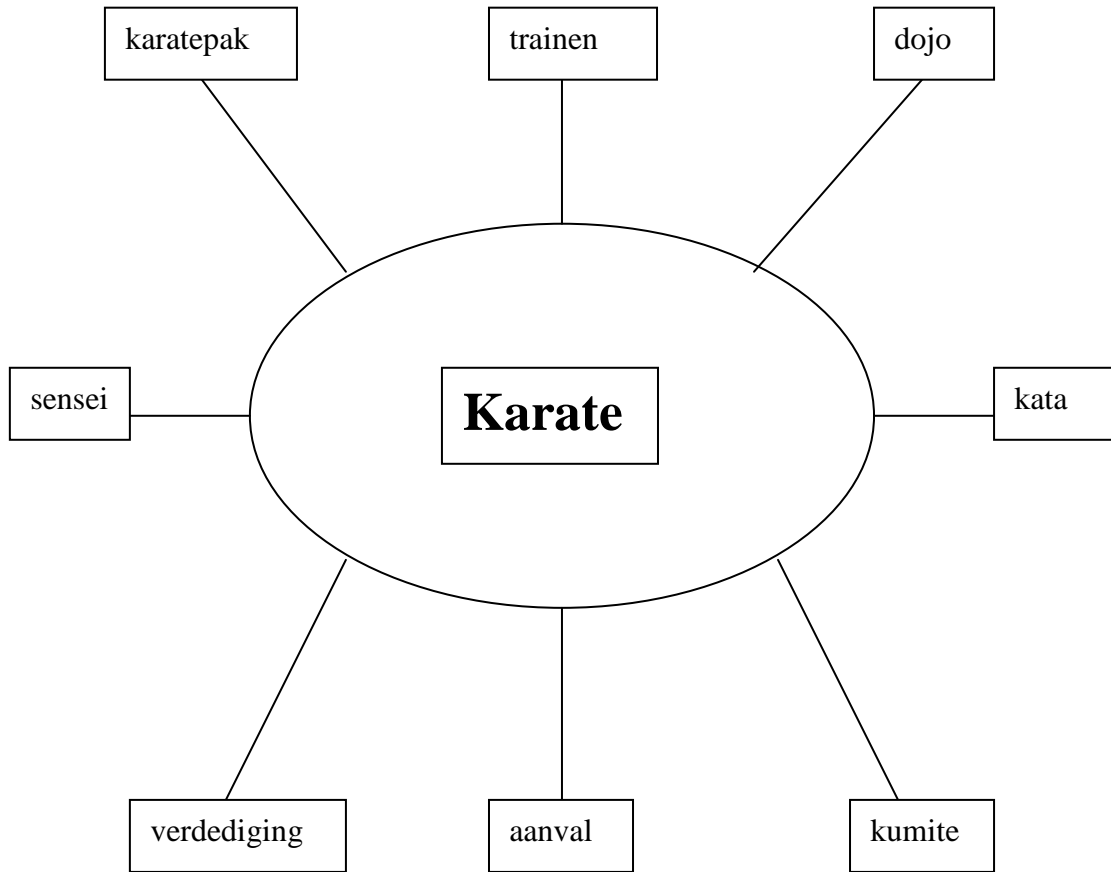 karatepak
trainen
dojo
sensei
Karate
kata
verdediging
aanval
kumite